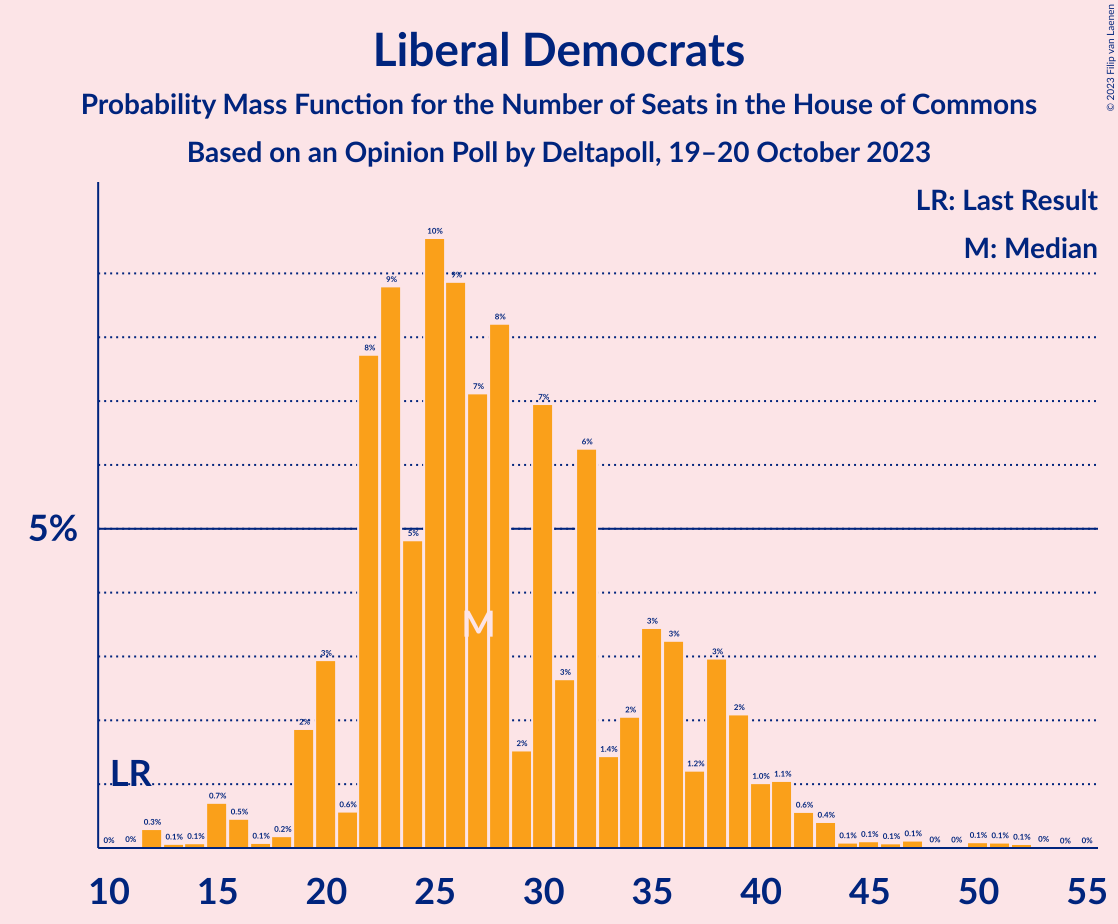 Liberal Democrats
Probability Mass Function for the Number of Seats in the House of Commons
Based on an Opinion Poll by Deltapoll, 19–20 October 2023
© 2023 Filip van Laenen
LR: Last Result
M: Median
5%
LR
M
0% 0% 0.3% 0.1% 0.1% 0.7% 0.5% 0.1% 0.2% 2% 3% 0.6% 8% 9% 5% 10% 9% 7% 8% 2% 7% 3% 6% 1.4% 2% 3% 3% 1.2% 3% 2% 1.0% 1.1% 0.6% 0.4% 0.1% 0.1% 0.1% 0.1% 0% 0% 0.1% 0.1% 0.1% 0% 0% 0%
10 15 20 25 30 35 40 45 50 55